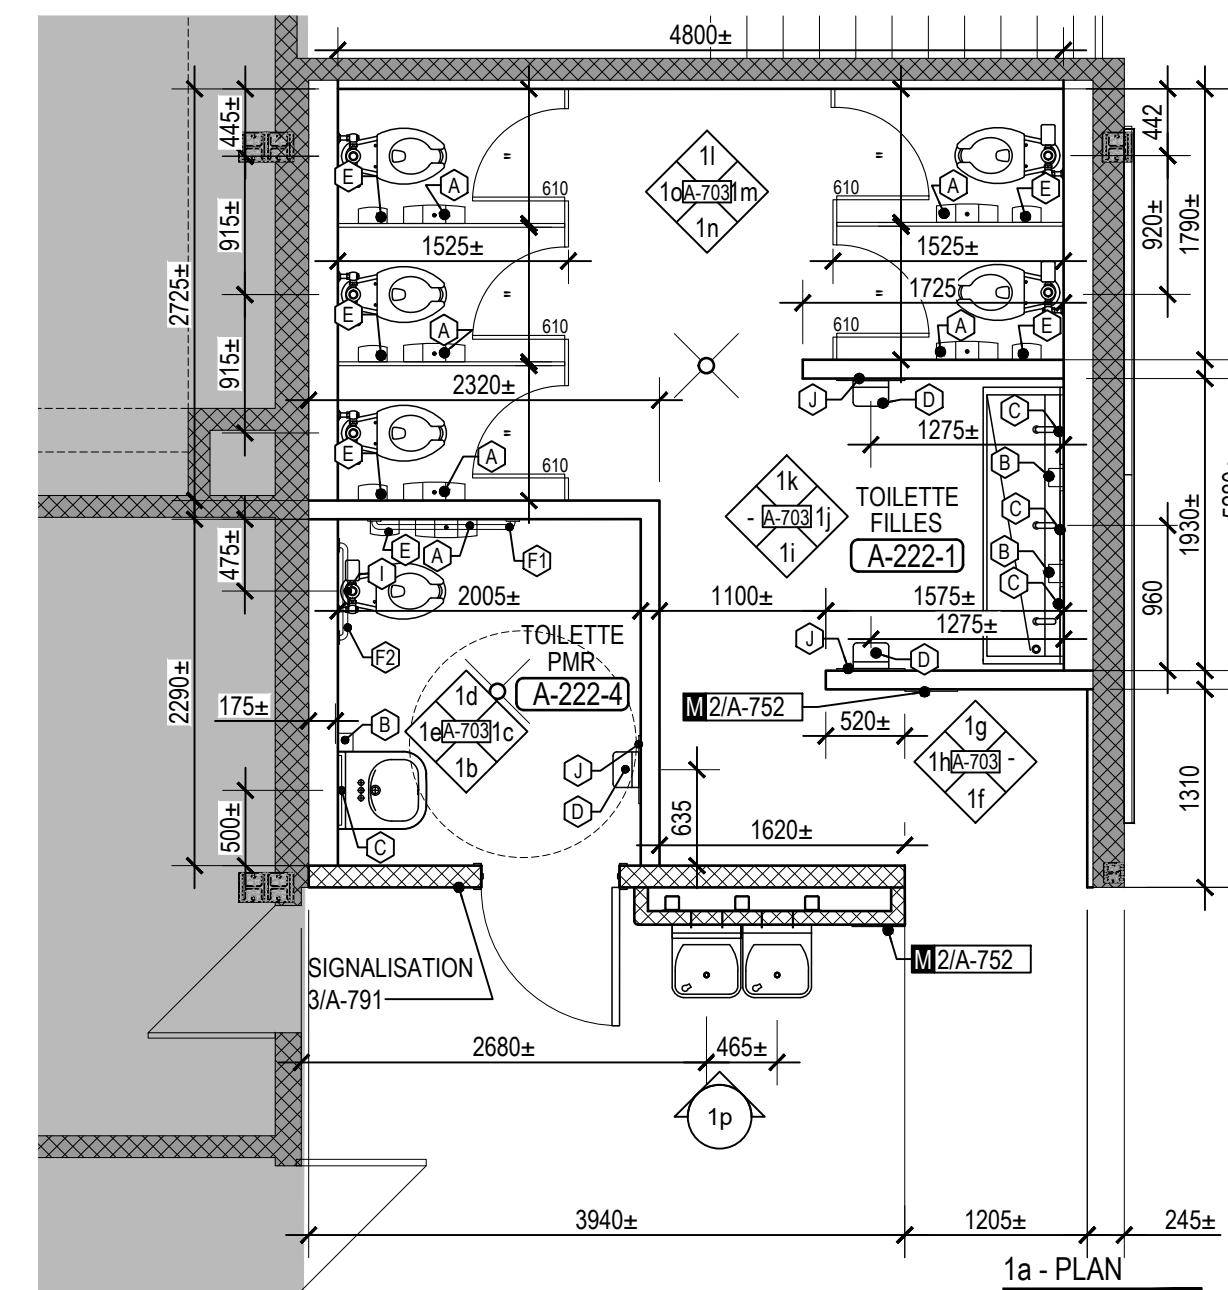 4800±
445±
442
1l
1o A-703 1m
1n
E
A
610
610
A
E
915±
920±
1790±
1525±
1525±
2725±
1725
E
A
610
610
A
E
915±
2320±
J
D
C
1275±
E
A
610
B
1k
- A-703 1j
1i
TOILETTE
FILLES
A-222-1
C
1930±
475±
E
A
F1
B
I
C
2005±
1100±
1575±
960
1275±
TOILETTE
PMR
A-222-4
J
D
F2
2290±
175±
1d
1e A-703 1c
1b
M 2/A-752
520±
B
1g
1h A-703 -
1f
J
D
1310
500±
C
635
1620±
SIGNALISATION
3/A-791
M 2/A-752
2680±
465±
1p
3940±
1205±
245±
1a - PLAN